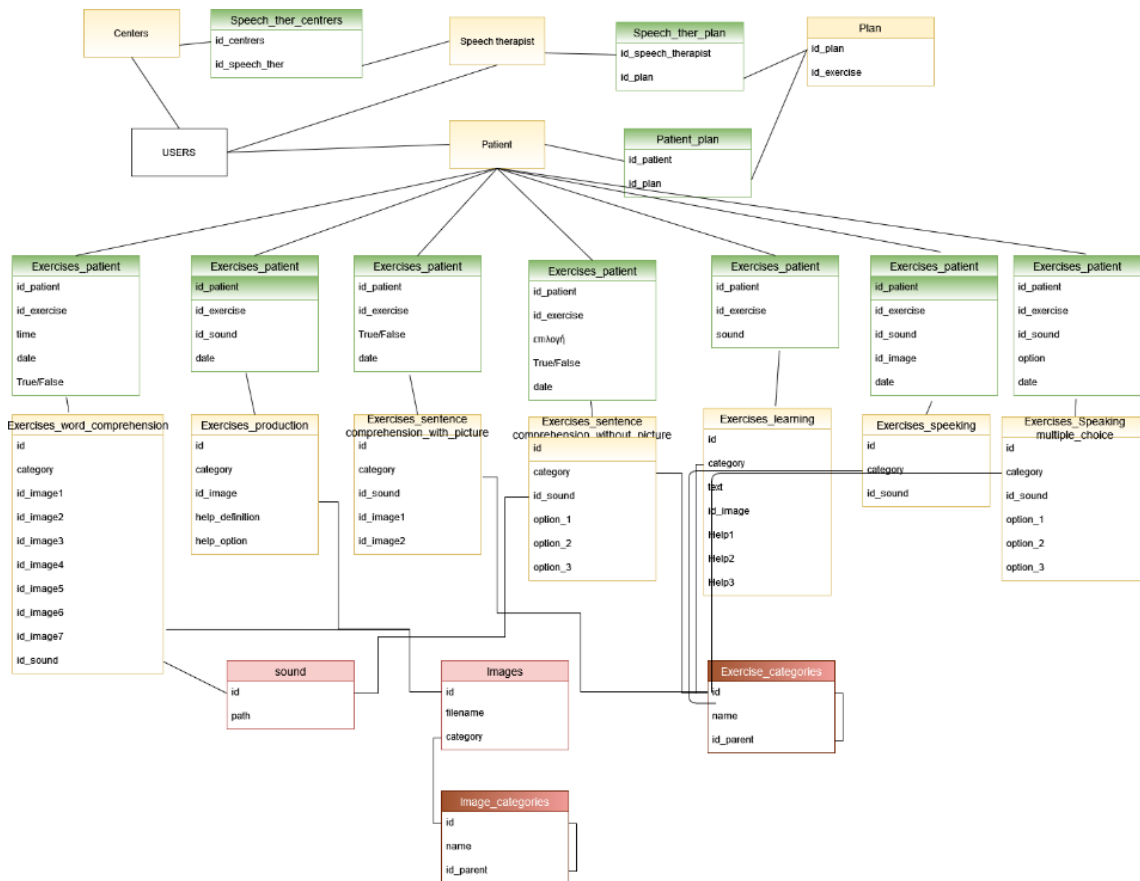 Centers
Speech_ther_centrers
id_centrers
id_speech_ther
Speech therapist
Speech_ther_plan
id_speech_therapist
id_plan
Plan
id_plan
id_exercise
USERS
Patient
Patient_plan
id_patient
id_plan
Exercises_patient
id_patient
id_exercise
time
date
True/False
Exercises_patient
id_patient
id_exercise
id_sound
date
Exercises_patient
id_patient
id_exercise
True/False
date
Exercises_patient
id_patient
id_exercise
επιλογή
True/False
date
Exercises_patient
id_patient
id_exercise
sound
Exercises_patient
id_patient
id_exercise
id_sound
id_image
date
Exercises_patient
id_patient
id_exercise
id_sound
option
date
Exercises_word_comprehension
id
category
id_image1
id_image2
id_image3
id_image4
id_image5
id_image6
id_image7
id_sound
Exercises_production
id
category
id_image
help_definition
help_option
Exercises_sentence
comprehension_with_picture
id
category
id_sound
id_image1
id_image2
Exercises_sentence
comprehension_without_picture
id
category
id_sound
option_1
option_2
option_3
Exercises_learning
id
category
text
id_image
Help1
Help2
Help3
Exercises_speeking
id
category
id_sound
Exercises_Speaking
multiple_choice
id
category
id_sound
option_1
option_2
option_3
sound
id
path
Images
id
filename
category
Exercise_categories
id
name
id_parent
Image_categories
id
name
id_parent